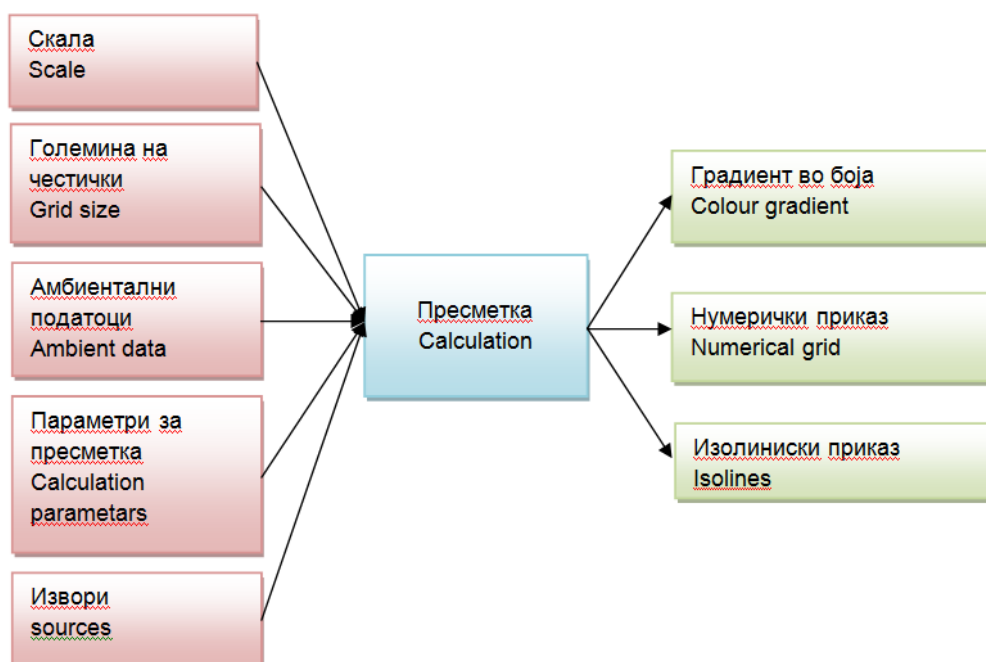 Скала
Scale
Големина на
честички
Grid size
Амбиентални
податоци
Ambient data
Параметри за
пресметка
Calculation
parametars
Извори
sources
Пресметка
Calculation
Градиент во боја
Colour gradient
Нумерички приказ
Numerical grid
Изолиниски приказ
Isolines